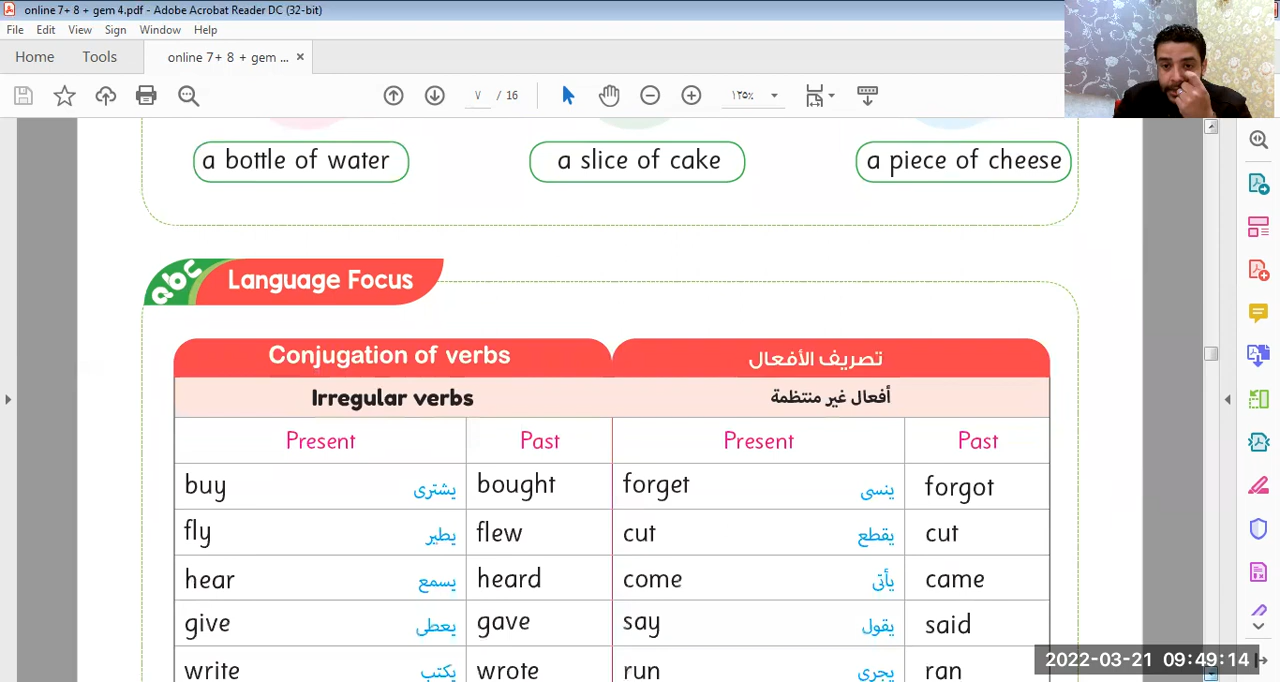 online 7+ 8 + gem 4.pdf - Adobe Acrobat Reader DC (32-bit)
File Edit View Sign Window Help
Home Tools online 7+ 8 + gem ... ×
٧ / 16 ١٢٥٪
a bottle of water a slice of cake a piece of cheese
abc Language Focus
Conjugation of verbs تصريف الأفعال
Irregular verbs أفعال غير منتظمة
Present Past Present Past
buy يشترى bought forget ينسى forgot
fly يطير flew cut يقطع cut
hear يسمع heard come يأتى came
give يعطى gave say يقول said
write يكتب wrote run يجرى ran
2022-03-21 09:49:14